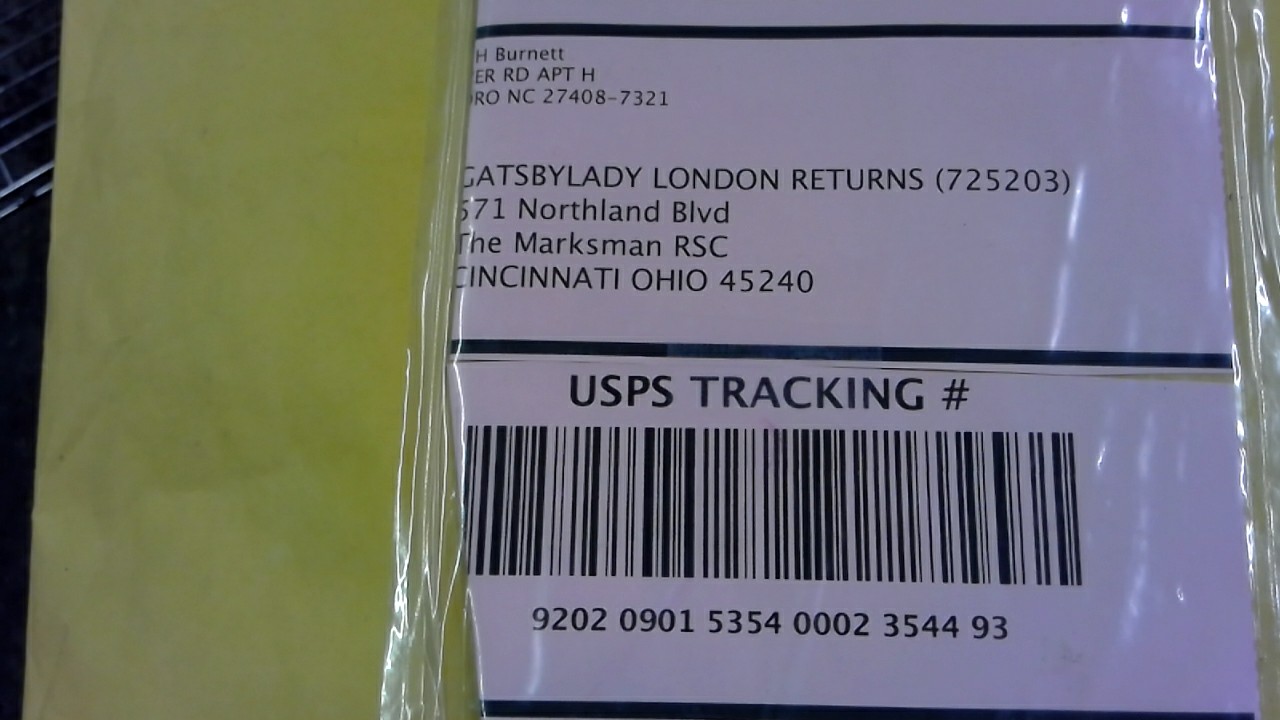 H Burnett
ER RD APT H
RO NC 27408-7321
GATSBYLADY LONDON RETURNS (725203)
571 Northland Blvd
The Marksman RSC
CINCINNATI OHIO 45240
USPS TRACKING #
9202 0901 5354 0002 3544 93